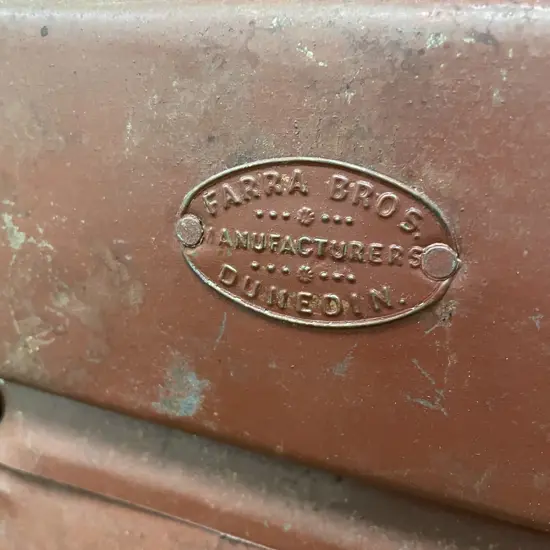 FARRA BROS.
MANUFACTURERS
DUNEDIN.